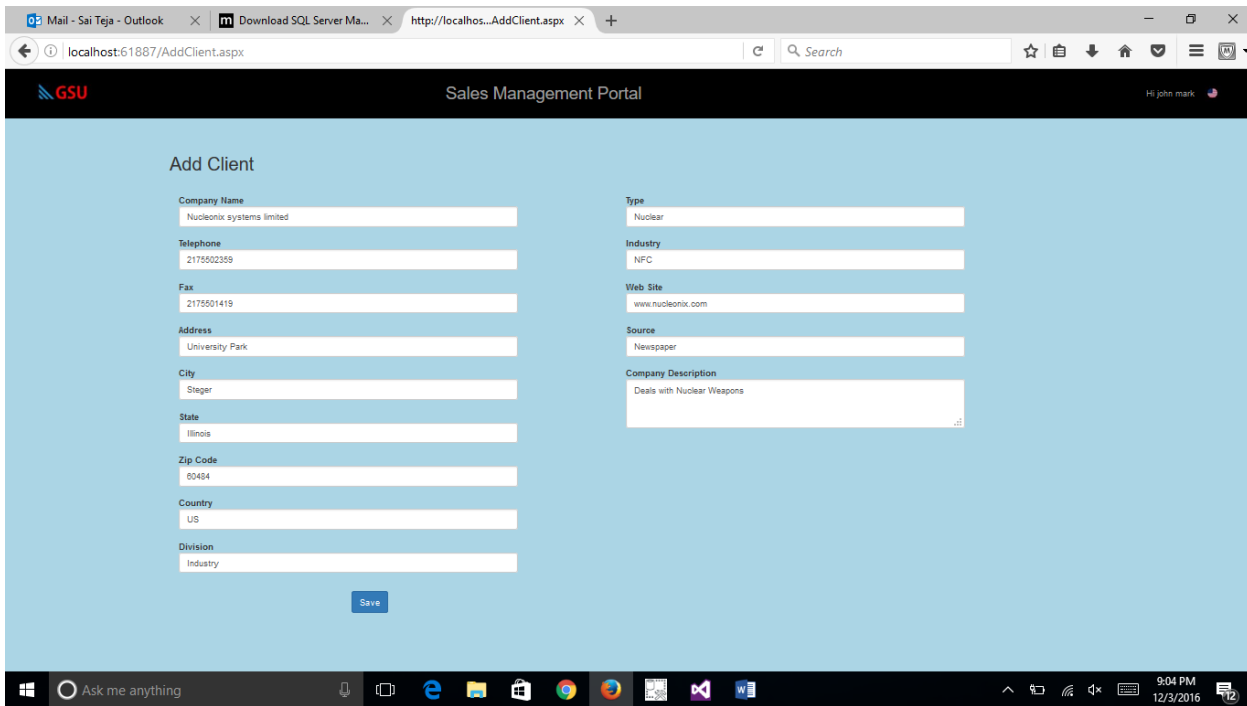 Mail - Sai Teja - Outlook
Download SQL Server Ma...
http://localhos...AddClient.aspx
localhost:61887/AddClient.aspx
Search
GSU
Sales Management Portal
Hi john mark
Add Client
Company Name
Nucleonix systems limited
Telephone
2175502359
Fax
2175501419
Address
University Park
City
Steger
State
Illinois
Zip Code
60484
Country
US
Division
Industry
Save
Type
Nuclear
Industry
NFC
Web Site
www.nucleonix.com
Source
Newspaper
Company Description
Deals with Nuclear Weapons
Ask me anything
9:04 PM
12/3/2016
12